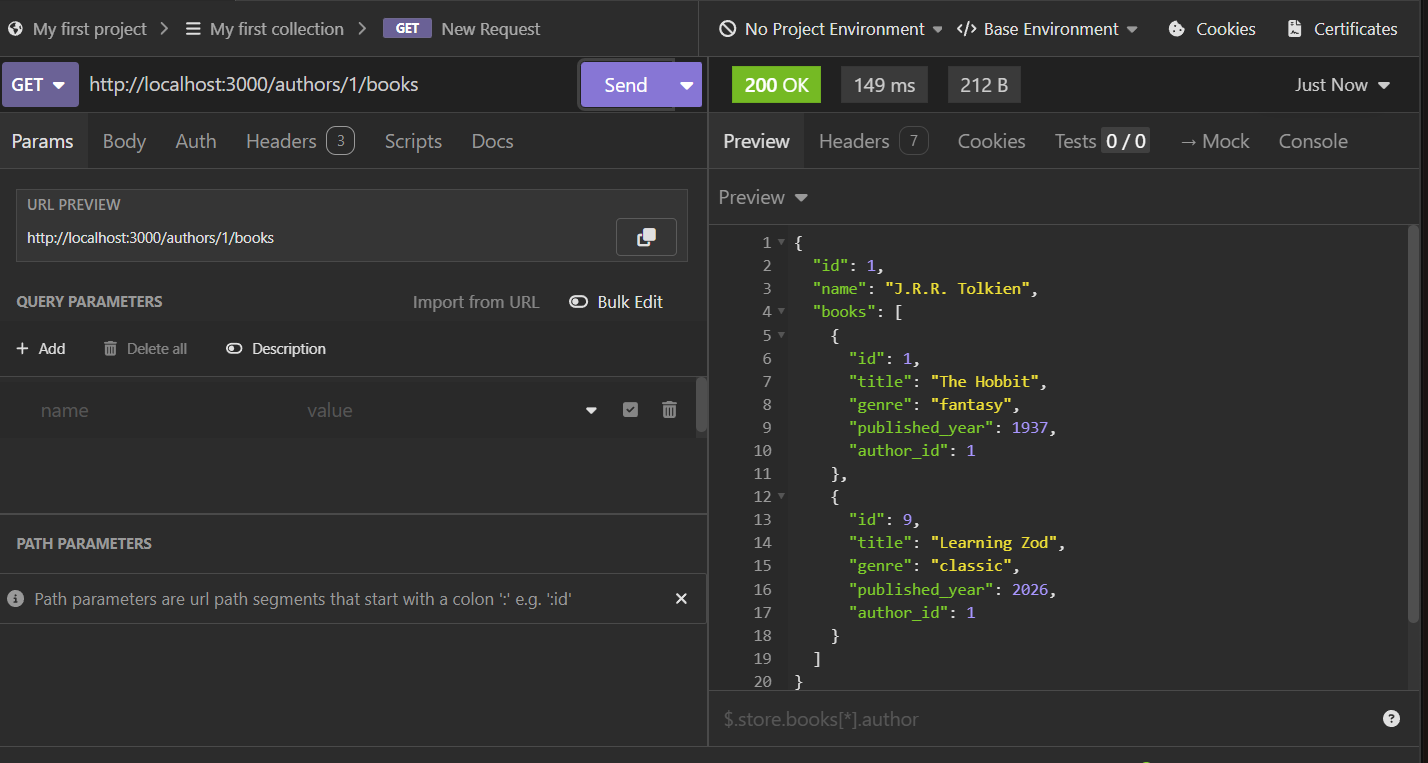 My first project > My first collection > GET New Request
No Project Environment </> Base Environment Cookies Certificates
GET http://localhost:3000/authors/1/books Send
200 OK 149 ms 212 B Just Now
Params Body Auth Headers 3 Scripts Docs
Preview Headers 7 Cookies Tests 0 / 0 → Mock Console
URL PREVIEW
http://localhost:3000/authors/1/books
QUERY PARAMETERS Import from URL Bulk Edit
+ Add Delete all Description
name value
PATH PARAMETERS
Path parameters are url path segments that start with a colon ':' e.g. ':id'
Preview
1 {
2 "id": 1,
3 "name": "J.R.R. Tolkien",
4 "books": [
5 {
6 "id": 1,
7 "title": "The Hobbit",
8 "genre": "fantasy",
9 "published_year": 1937,
10 "author_id": 1
11 },
12 {
13 "id": 9,
14 "title": "Learning Zod",
15 "genre": "classic",
16 "published_year": 2026,
17 "author_id": 1
18 }
19 ]
20 }
$.store.books[*].author